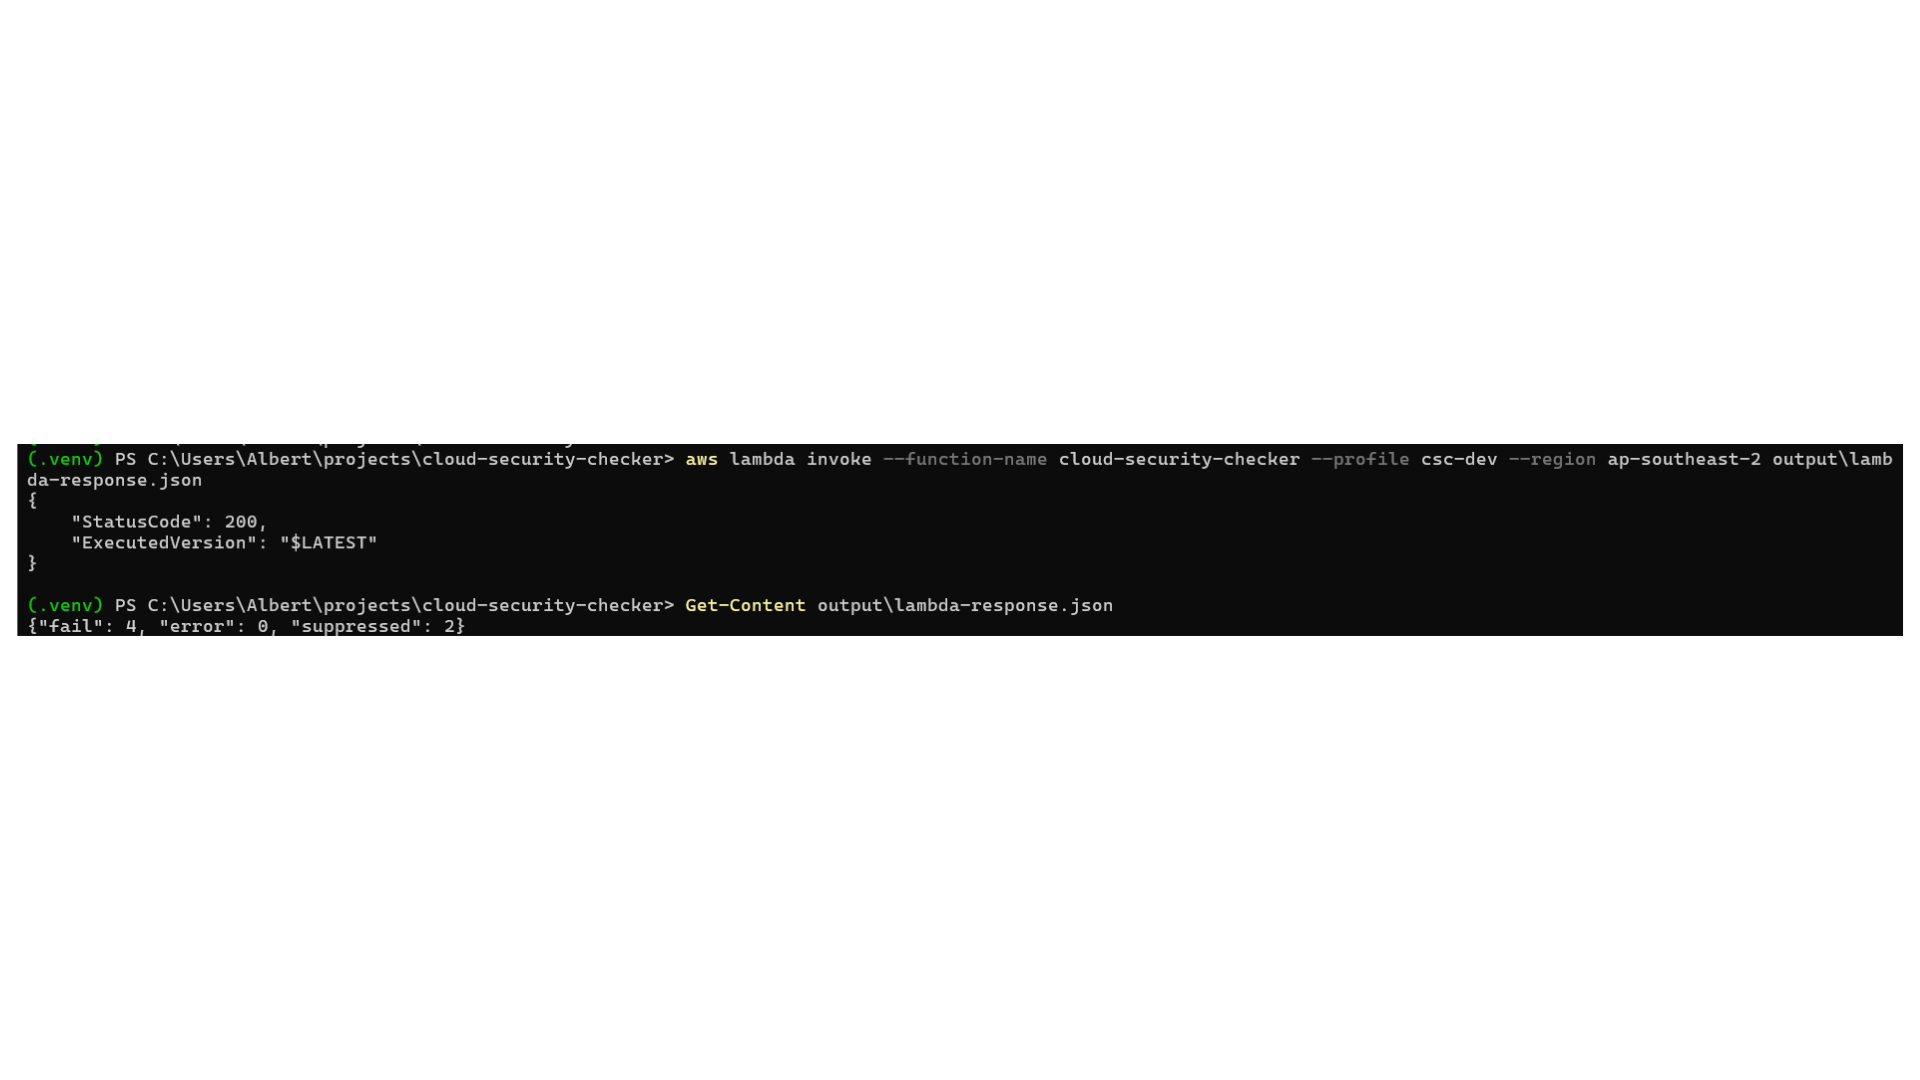 (.venv) PS C:\Users\Albert\projects\cloud-security-checker> aws lambda invoke --function-name cloud-security-checker --profile csc-dev --region ap-southeast-2 output\lamb
da-response.json
{
    "StatusCode": 200,
    "ExecutedVersion": "$LATEST"
}
(.venv) PS C:\Users\Albert\projects\cloud-security-checker> Get-Content output\lambda-response.json
{"fail": 4, "error": 0, "suppressed": 2}